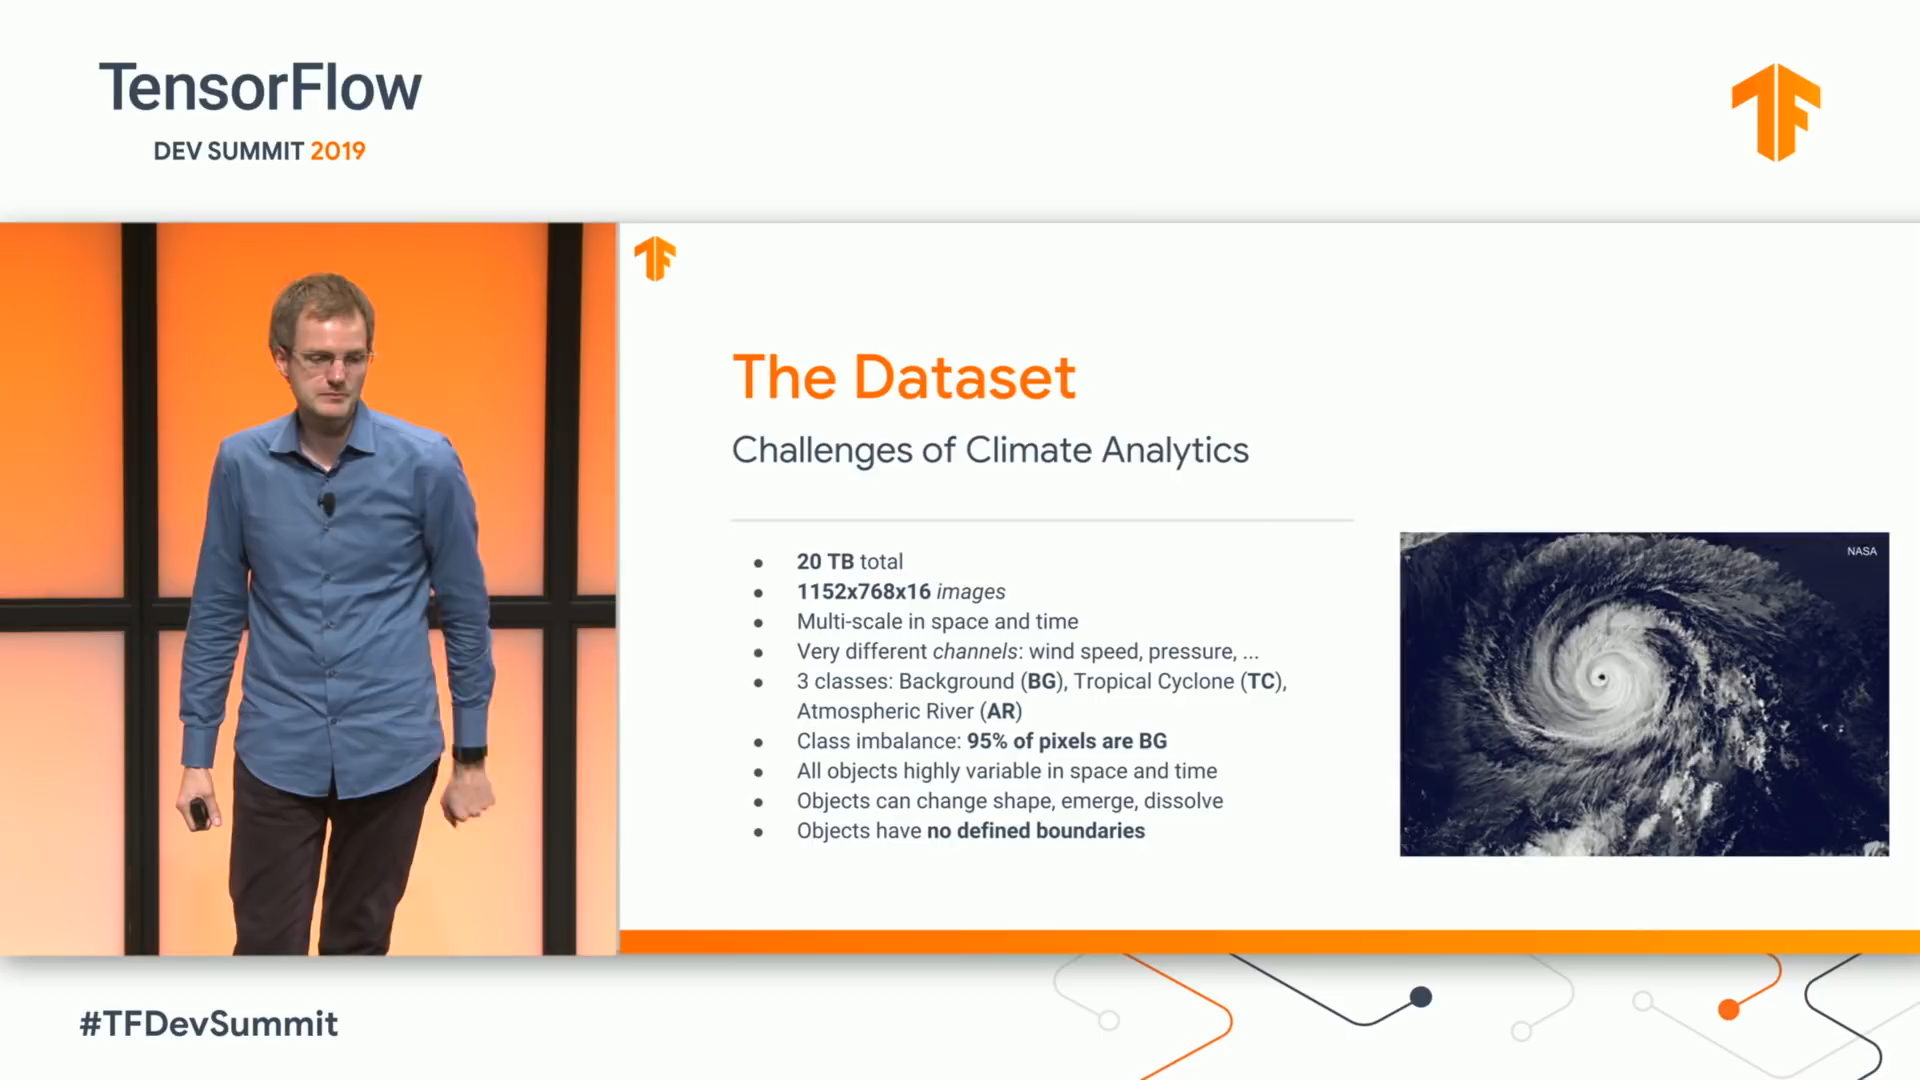 TensorFlow
DEV SUMMIT 2019
The Dataset
Challenges of Climate Analytics
20 TB total
1152x768x16 images
Multi-scale in space and time
Very different channels: wind speed, pressure, ...
3 classes: Background (BG), Tropical Cyclone (TC),
Atmospheric River (AR)
Class imbalance: 95% of pixels are BG
All objects highly variable in space and time
Objects can change shape, emerge, dissolve
Objects have no defined boundaries
NASA
#TFDevSummit